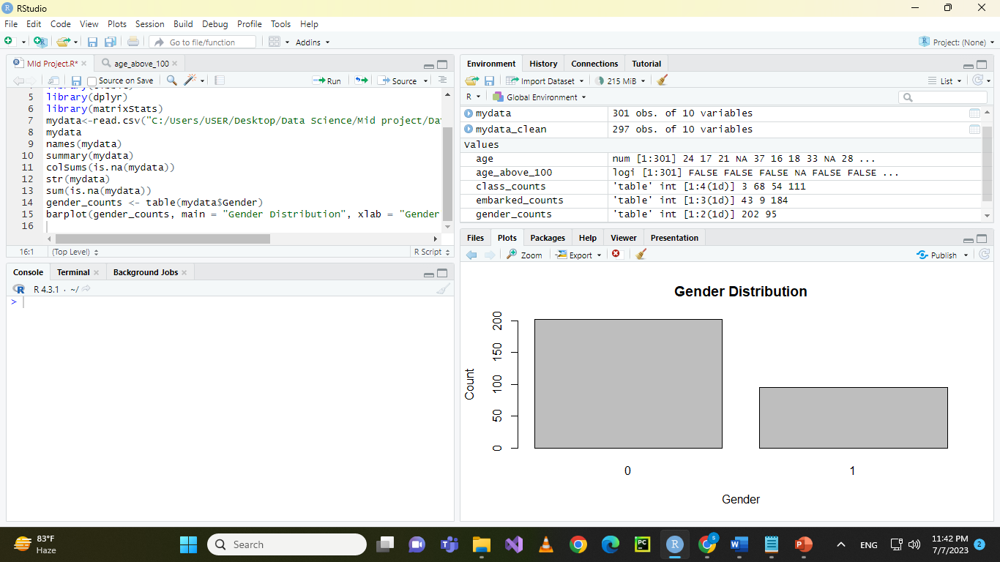 RStudio
File Edit Code View Plots Session Build Debug Profile Tools Help
Go to file/function Addins Project: (None)
Mid Project.R* age_above_100
Source on Save Run Source
5 library(dplyr)
6 library(matrixStats)
7 mydata<-read.csv("C:/Users/USER/Desktop/Data Science/Mid project/Da
8 mydata
9 names(mydata)
10 summary(mydata)
11 colSums(is.na(mydata))
12 str(mydata)
13 sum(is.na(mydata))
14 gender_counts <- table(mydata$Gender)
15 barplot(gender_counts, main = "Gender Distribution", xlab = "Gender
16
16:1 (Top Level) R Script
Console Terminal Background Jobs
R 4.3.1 · ~/
>
Environment History Connections Tutorial
Import Dataset 215 MiB List
R Global Environment
mydata 301 obs. of 10 variables
mydata_clean 297 obs. of 10 variables
values
age num [1:301] 24 17 21 NA 37 16 18 33 NA 28 ...
age_above_100 logi [1:301] FALSE FALSE FALSE NA FALSE FALSE ...
class_counts 'table' int [1:4(1d)] 3 68 54 111
embarked_counts 'table' int [1:3(1d)] 43 9 184
gender_counts 'table' int [1:2(1d)] 202 95
Files Plots Packages Help Viewer Presentation
Zoom Export Publish
Gender Distribution
200
150
100
50
0
Count
0 1
Gender
83°F
Haze
Search
ENG
11:42 PM
7/7/2023
2